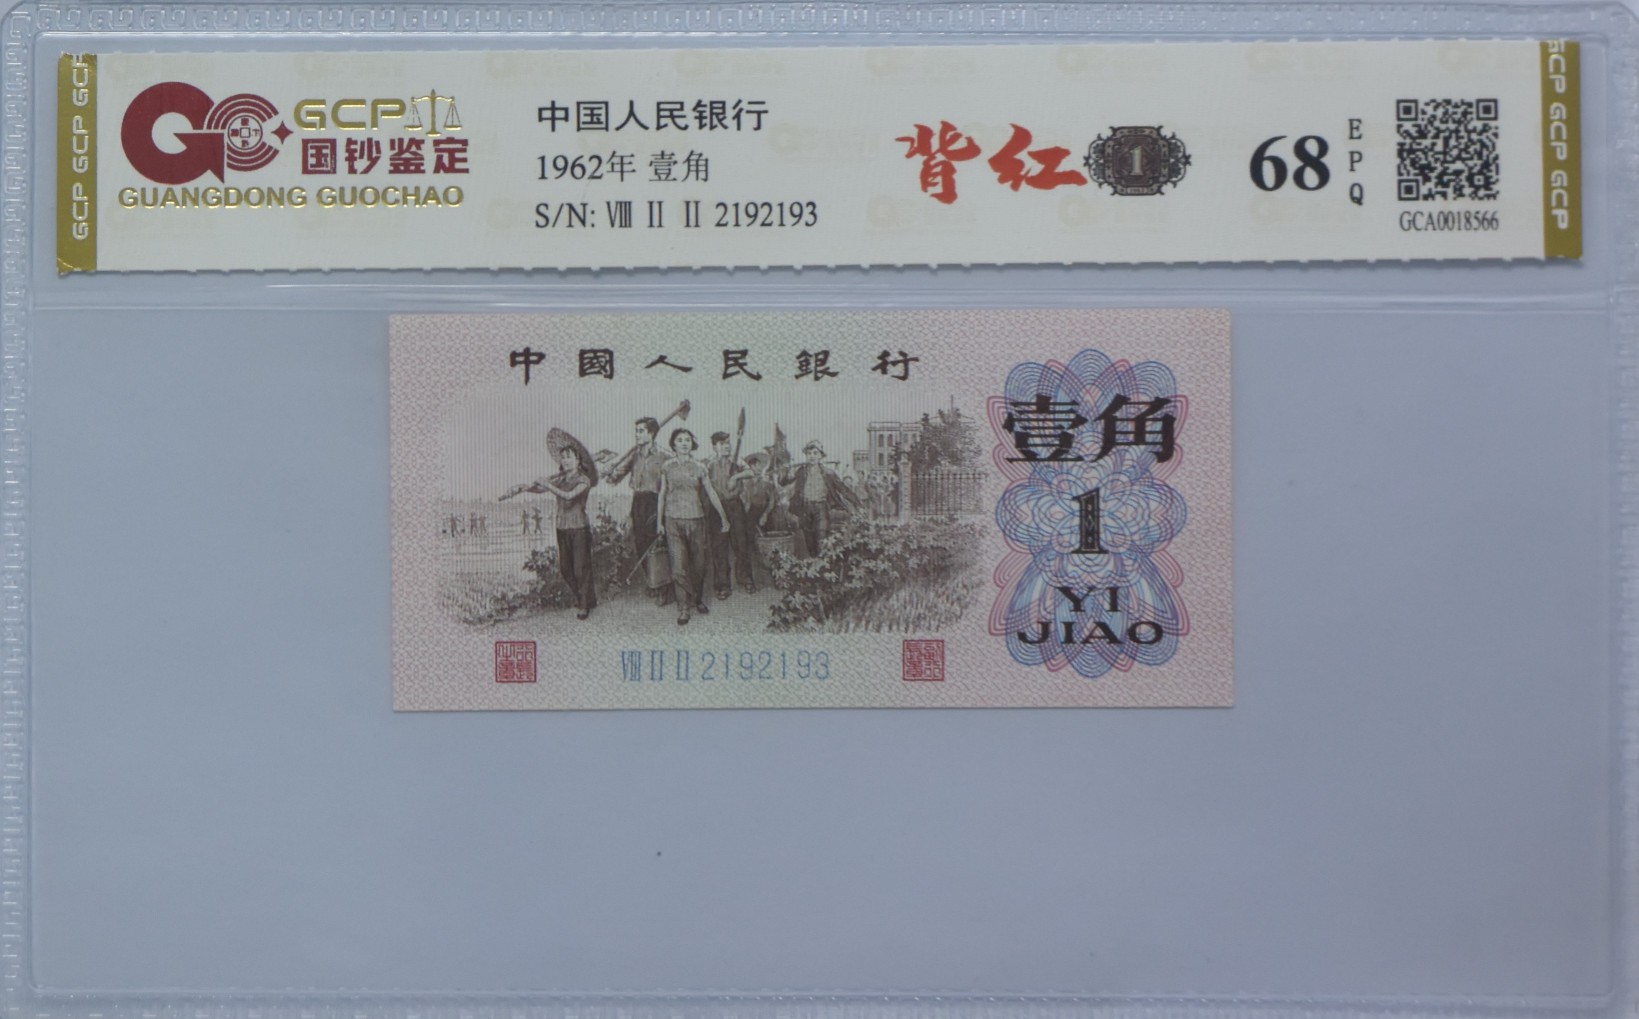 GCP GCP GCP
GCP
国钞鉴定
GUANGDONG GUOCHAO
中国人民银行
1962年 壹角
S/N: Ⅷ Ⅱ Ⅱ 2192193
背红
1
68
EPQ
GCA0018566
GCP GCP GCP
中國人民銀行
壹角
1
YI
JIAO
Ⅷ Ⅱ Ⅱ 2192193